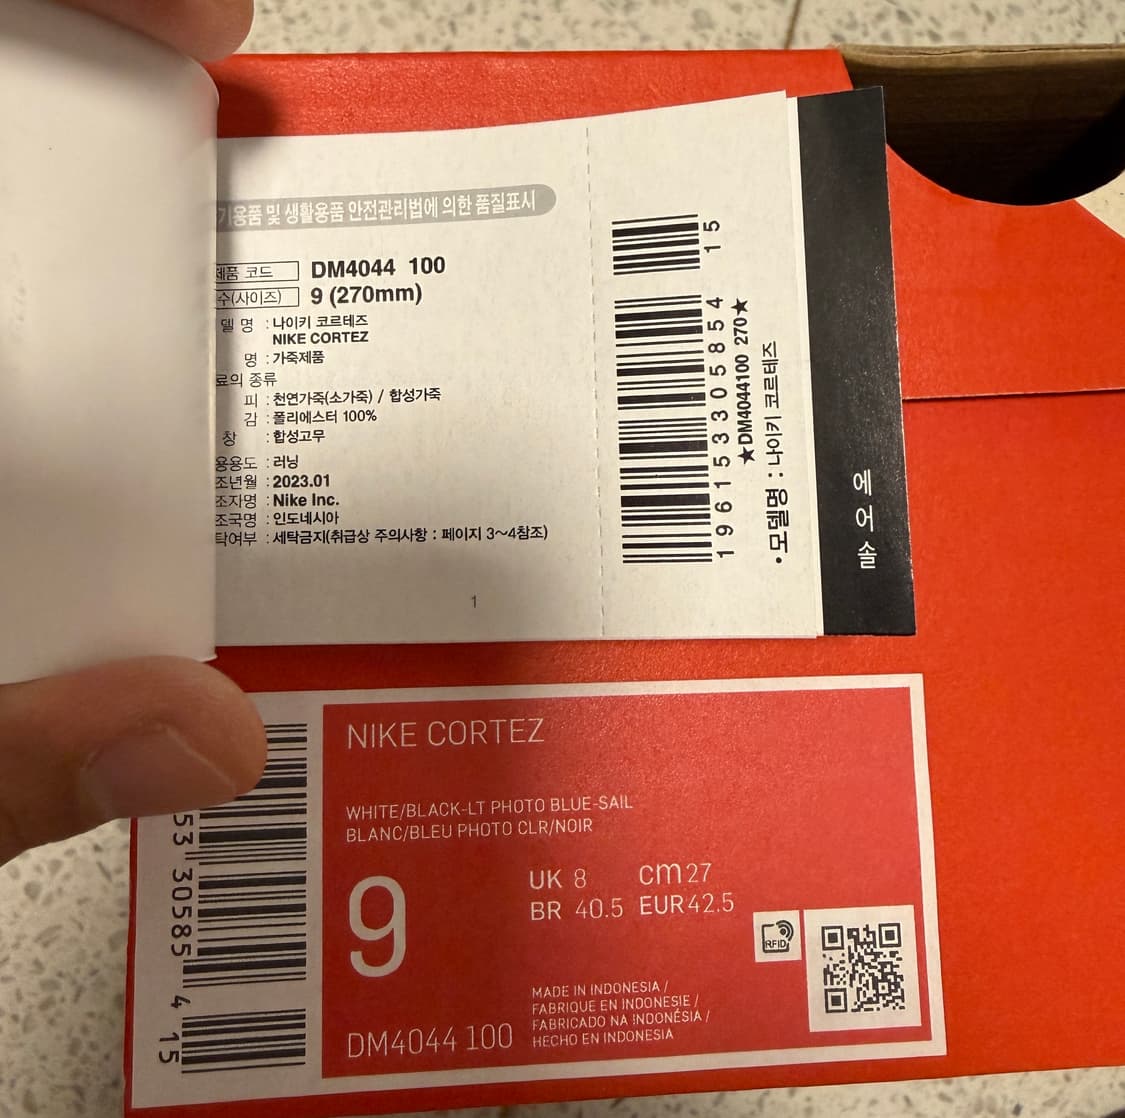 기용품 및 생활용품 안전관리법에 의한 품질표시
제품 코드 DM4044 100
수(사이즈) 9 (270mm)
델 명 : 나이키 코르테즈
NIKE CORTEZ
명 : 가죽제품
료의 종류
피 : 천연가죽(소가죽) / 합성가죽
감 : 폴리에스터 100%
창 : 합성고무
용용도 : 러닝
조년월 : 2023.01
조자명 : Nike Inc.
조국명 : 인도네시아
탁여부 : 세탁금지(취급상 주의사항 : 페이지 3~4참조)
1
196153305854 15
★DM4044100 270★
•모델명 : 나이키 코르테즈
에어솔
NIKE CORTEZ
WHITE/BLACK-LT PHOTO BLUE-SAIL
BLANC/BLEU PHOTO CLR/NOIR
9
UK 8 cm 27
BR 40.5 EUR 42.5
RFID
MADE IN INDONESIA /
FABRIQUE EN INDONESIE /
FABRICADO NA INDONÉSIA /
HECHO EN INDONESIA
DM4044 100
53 30585 4 15